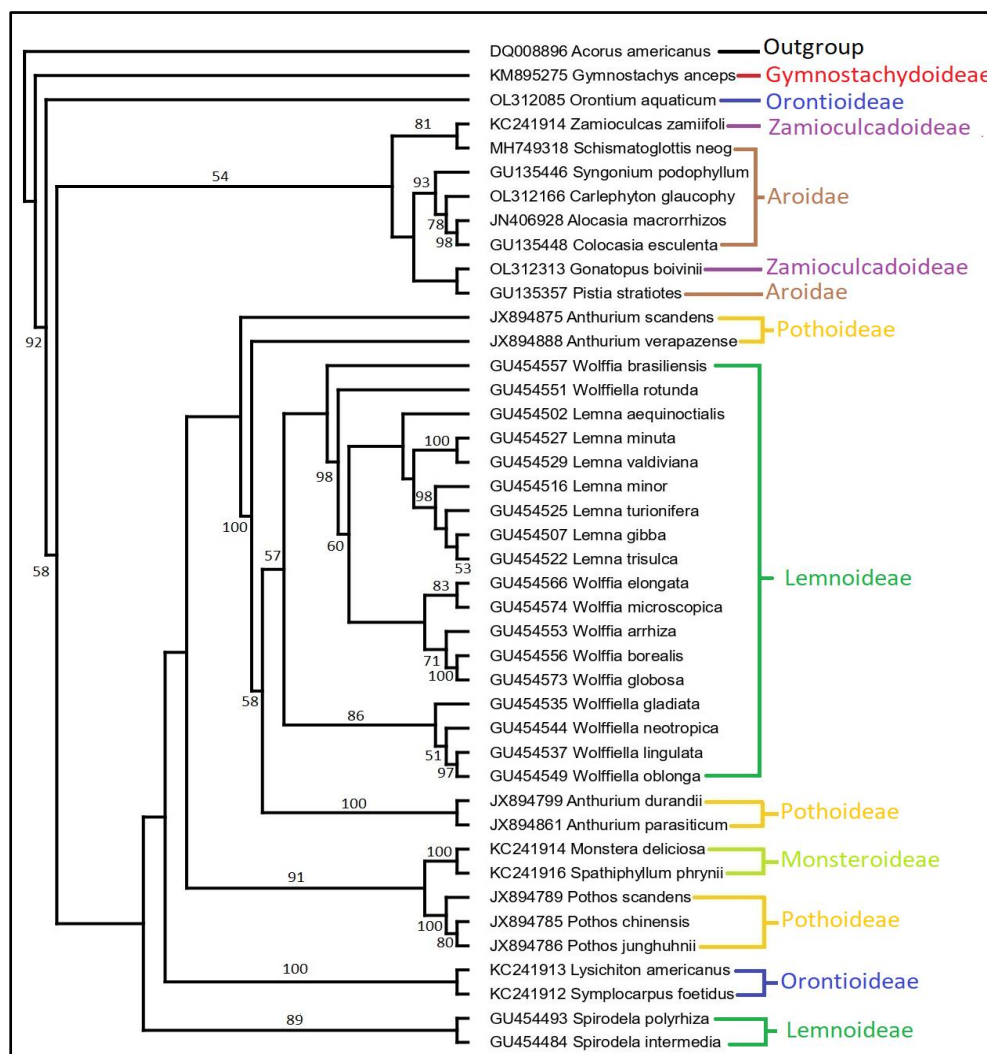 DQ008896 Acorus americanus Outgroup
KM895275 Gymnostachys anceps Gymnostachydoideae
OL312085 Orontium aquaticum Orontioideae
81 KC241914 Zamioculcas zamiifoli Zamioculcadoideae
MH749318 Schismatoglottis neog
54 93 GU135446 Syngonium podophyllum
OL312166 Carlephyton glaucophy Aroidae
78 JN406928 Alocasia macrorrhizos
98 GU135448 Colocasia esculenta
OL312313 Gonatopus boivinii Zamioculcadoideae
GU135357 Pistia stratiotes Aroidae
JX894875 Anthurium scandens
Pothoideae
92 JX894888 Anthurium verapazense
GU454557 Wolffia brasiliensis
GU454551 Wolffiella rotunda
GU454502 Lemna aequinoctialis
100 GU454527 Lemna minuta
98 GU454529 Lemna valdiviana
98 GU454516 Lemna minor
100 GU454525 Lemna turionifera
60 GU454507 Lemna gibba
57 GU454522 Lemna trisulca
58 53 Lemnoideae
83 GU454566 Wolffia elongata
GU454574 Wolffia microscopica
GU454553 Wolffia arrhiza
71 GU454556 Wolffia borealis
100 GU454573 Wolffia globosa
58 GU454535 Wolffiella gladiata
86 GU454544 Wolffiella neotropica
51 GU454537 Wolffiella lingulata
97 GU454549 Wolffiella oblonga
100 JX894799 Anthurium durandii
Pothoideae
JX894861 Anthurium parasiticum
100 KC241914 Monstera deliciosa
Monsteroideae
91 KC241916 Spathiphyllum phrynii
JX894789 Pothos scandens
100 JX894785 Pothos chinensis Pothoideae
80 JX894786 Pothos junghuhnii
100 KC241913 Lysichiton americanus
Orontioideae
KC241912 Symplocarpus foetidus
89 GU454493 Spirodela polyrhiza
Lemnoideae
GU454484 Spirodela intermedia